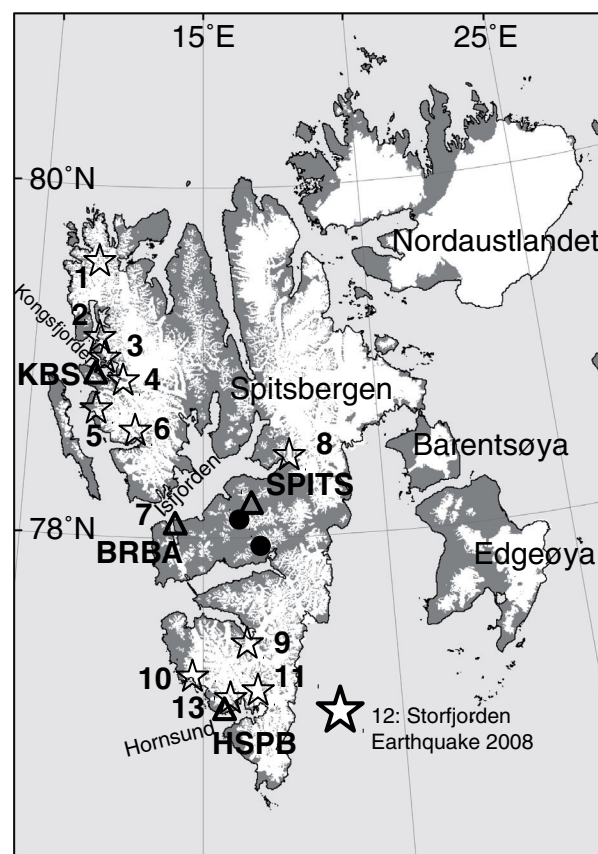 15°E
25°E
80°N
Nordaustlandet
1
Kongsfjorden
2
3
KBS
4
Spitsbergen
5
6
8
Barentsøya
Isfjorden
SPITS
7
78°N
BRBA
Edgeøya
9
10
11
13
12: Storfjorden
Earthquake 2008
Hornsund
HSPB